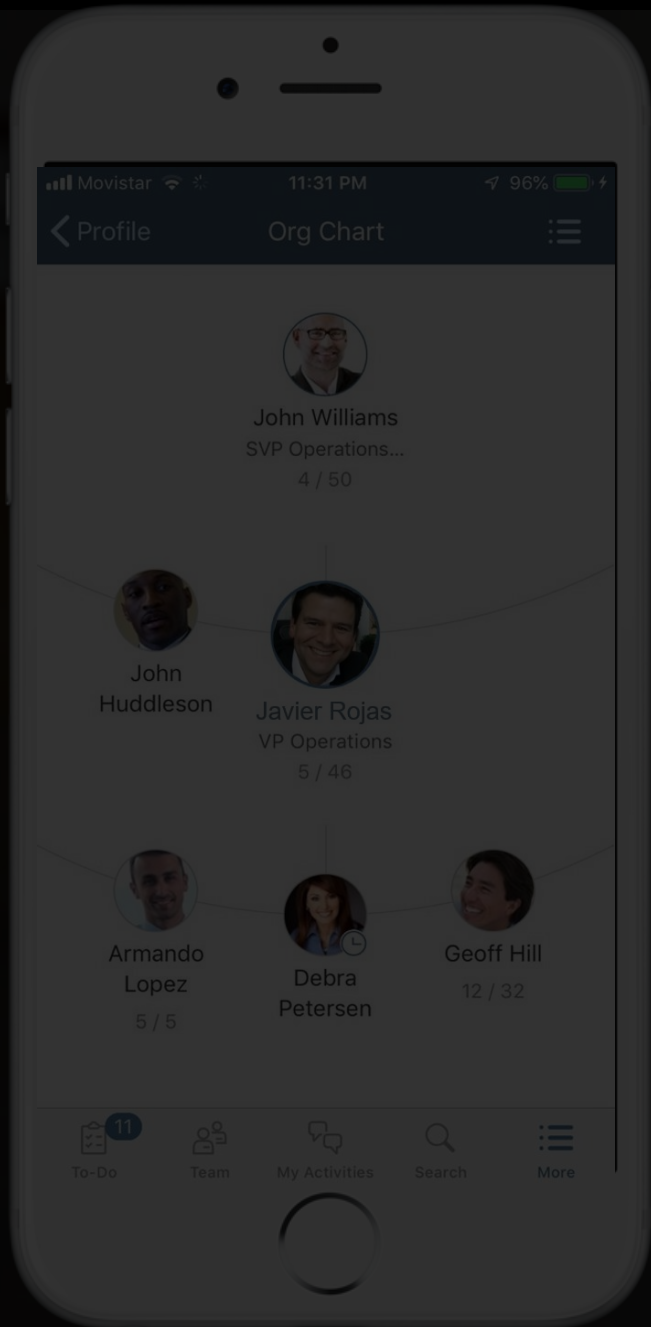 Movistar 11:31 PM 96%
Profile Org Chart
John Williams
SVP Operations...
4 / 50
John
Huddleson
Javier Rojas
VP Operations
5 / 46
Armando
Lopez
5 / 5
Debra
Petersen
Geoff Hill
12 / 32
11
To-Do Team My Activities Search More